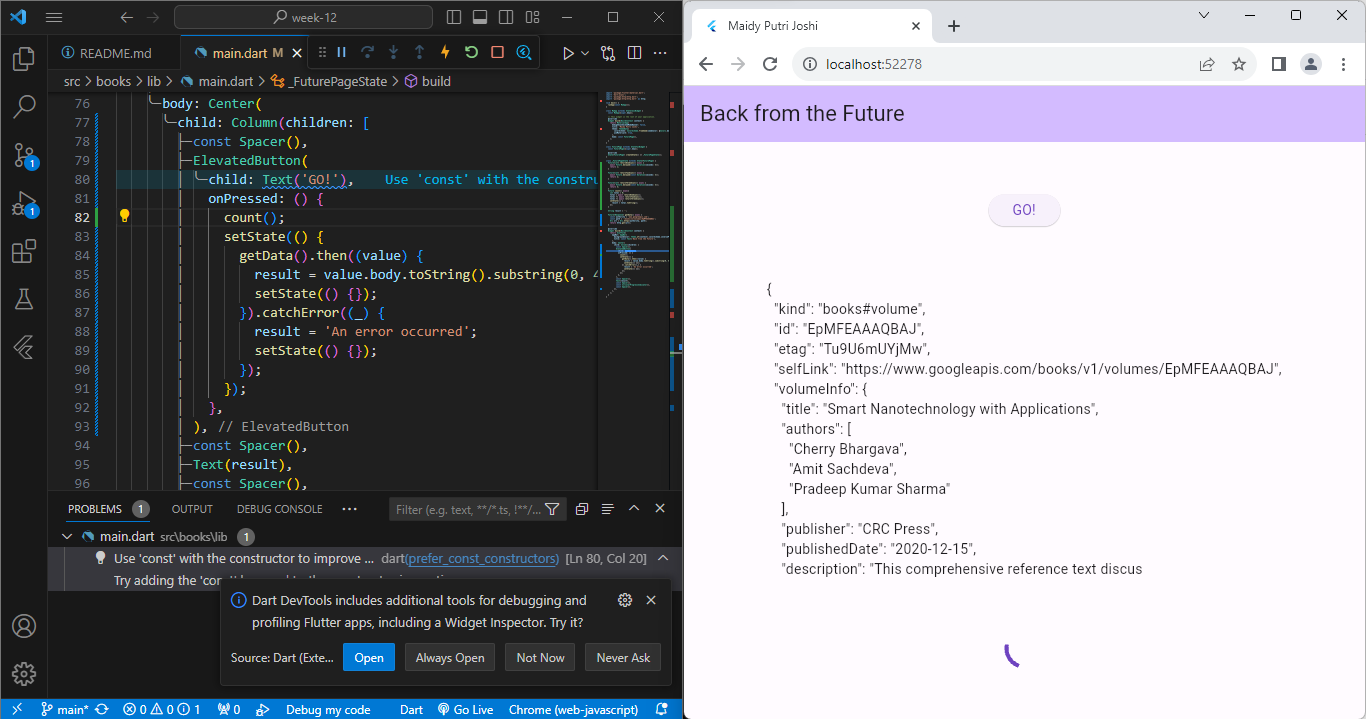 week-12
README.md
main.dart M
src > books > lib > main.dart > _FuturePageState > build
76 body: Center(
77 child: Column(children: [
78 const Spacer(),
79 ElevatedButton(
80 child: Text('GO!'), Use 'const' with the constru
81 onPressed: () {
82 count();
83 setState(() {
84 getData().then((value) {
85 result = value.body.toString().substring(0, 4
86 setState(() {});
87 }).catchError((_) {
88 result = 'An error occurred';
89 setState(() {});
90 });
91 });
92 },
93 ), // ElevatedButton
94 const Spacer(),
95 Text(result),
96 const Spacer(),
PROBLEMS 1 OUTPUT DEBUG CONSOLE
Filter (e.g. text, **/*.ts, !**/...
main.dart src\books\lib 1
Use 'const' with the constructor to improve ... dart(prefer_const_constructors) [Ln 80, Col 20]
Try adding the
Dart DevTools includes additional tools for debugging and
profiling Flutter apps, including a Widget Inspector. Try it?
Source: Dart (Exte... Open Always Open Not Now Never Ask
1
1
main* 0 0 1 0 Debug my code Dart Go Live Chrome (web-javascript)
Maidy Putri Joshi
localhost:52278
Back from the Future
GO!
{
"kind": "books#volume",
"id": "EpMFEAAAQBAJ",
"etag": "Tu9U6mUYjMw",
"selfLink": "https://www.googleapis.com/books/v1/volumes/EpMFEAAAQBAJ",
"volumeInfo": {
"title": "Smart Nanotechnology with Applications",
"authors": [
"Cherry Bhargava",
"Amit Sachdeva",
"Pradeep Kumar Sharma"
],
"publisher": "CRC Press",
"publishedDate": "2020-12-15",
"description": "This comprehensive reference text discus